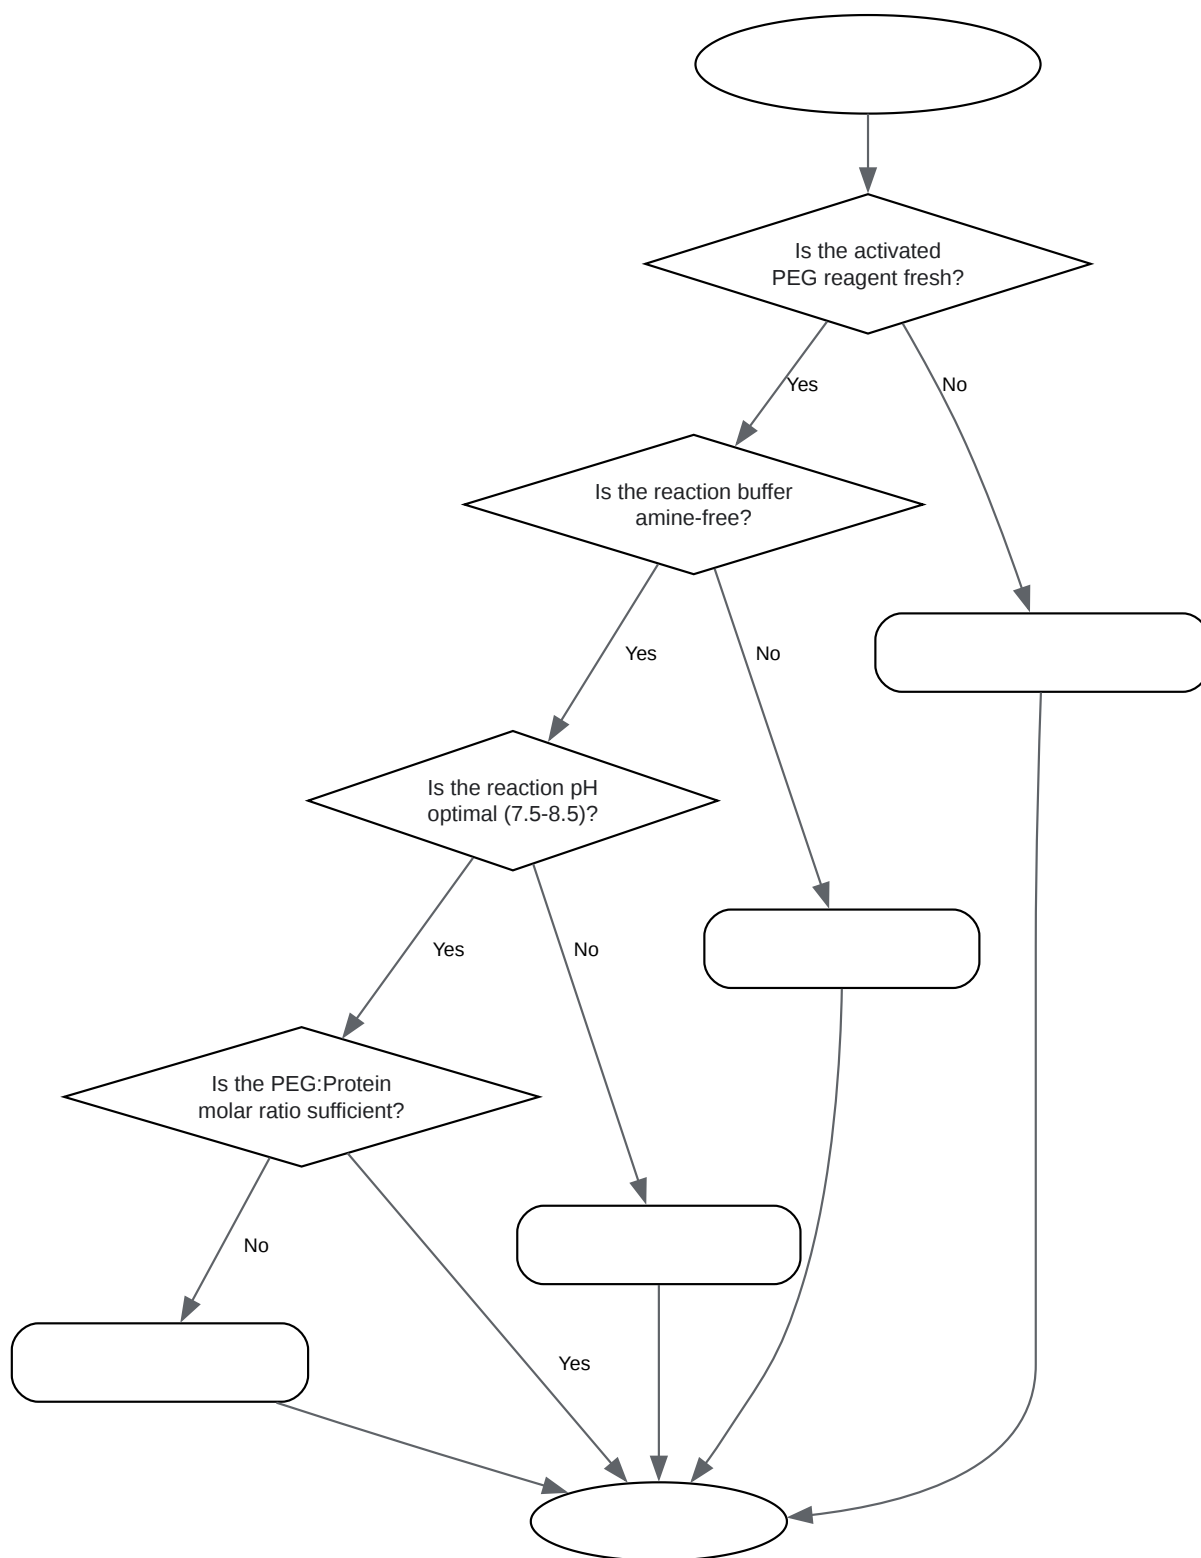 Is the activated
PEG reagent fresh?
Yes
No
Is the reaction buffer
amine-free?
Yes
No
Is the reaction pH
optimal (7.5-8.5)?
Yes
No
Is the PEG:Protein
molar ratio sufficient?
No
Yes